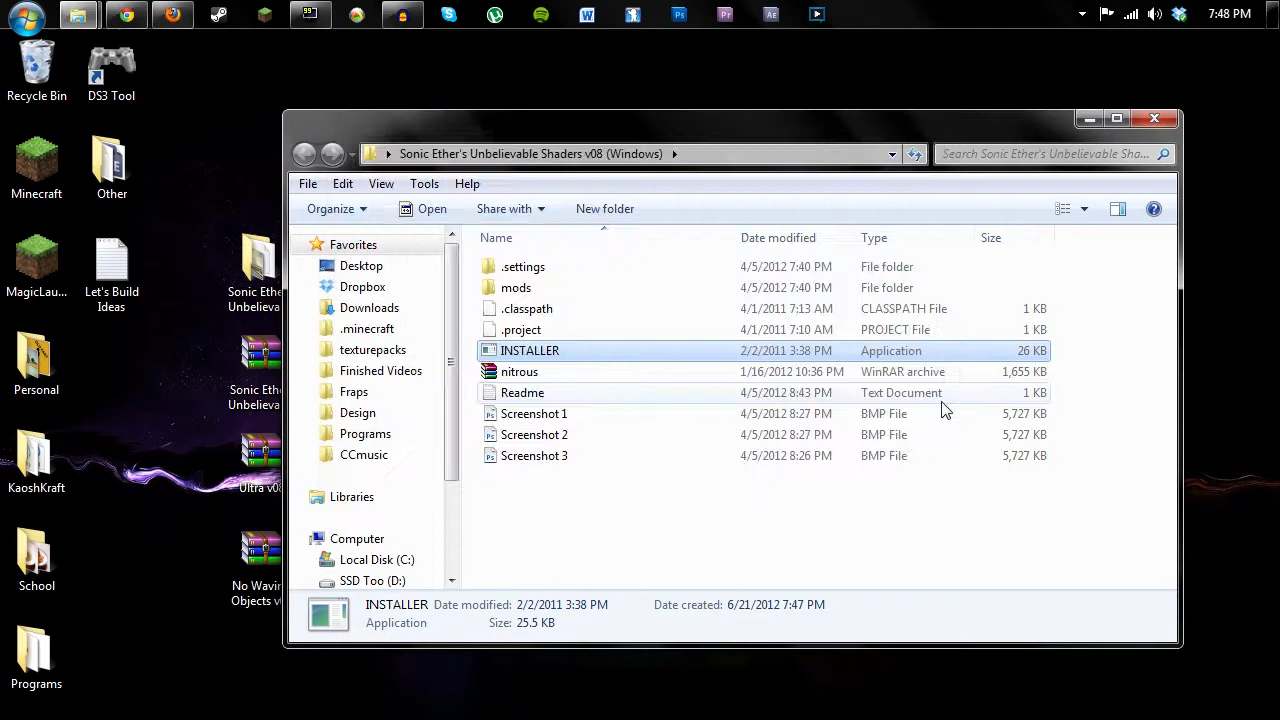 7:48 PM
Recycle Bin
DS3 Tool
Minecraft
Other
MagicLau...
Let's Build
Ideas
Sonic Ethe
Unbelieva
Personal
Sonic Ethe
Unbelieva
KaoshKraft
Ultra v08
School
No Wavin
Objects v
Programs
Sonic Ether's Unbelievable Shaders v08 (Windows)
Search Sonic Ether's Unbelievable Sha...
File Edit View Tools Help
Organize Open Share with New folder
Name Date modified Type Size
Favorites
Desktop
Dropbox
Downloads
.minecraft
texturepacks
Finished Videos
Fraps
Design
Programs
CCmusic
Libraries
Computer
Local Disk (C:)
SSD Too (D:)
.settings 4/5/2012 7:40 PM File folder
mods 4/5/2012 7:40 PM File folder
.classpath 4/1/2011 7:13 AM CLASSPATH File 1 KB
.project 4/1/2011 7:10 AM PROJECT File 1 KB
INSTALLER 2/2/2011 3:38 PM Application 26 KB
nitrous 1/16/2012 10:36 PM WinRAR archive 1,655 KB
Readme 4/5/2012 8:43 PM Text Document 1 KB
Screenshot 1 4/5/2012 8:27 PM BMP File 5,727 KB
Screenshot 2 4/5/2012 8:27 PM BMP File 5,727 KB
Screenshot 3 4/5/2012 8:26 PM BMP File 5,727 KB
INSTALLER Date modified: 2/2/2011 3:38 PM Date created: 6/21/2012 7:47 PM
Application Size: 25.5 KB